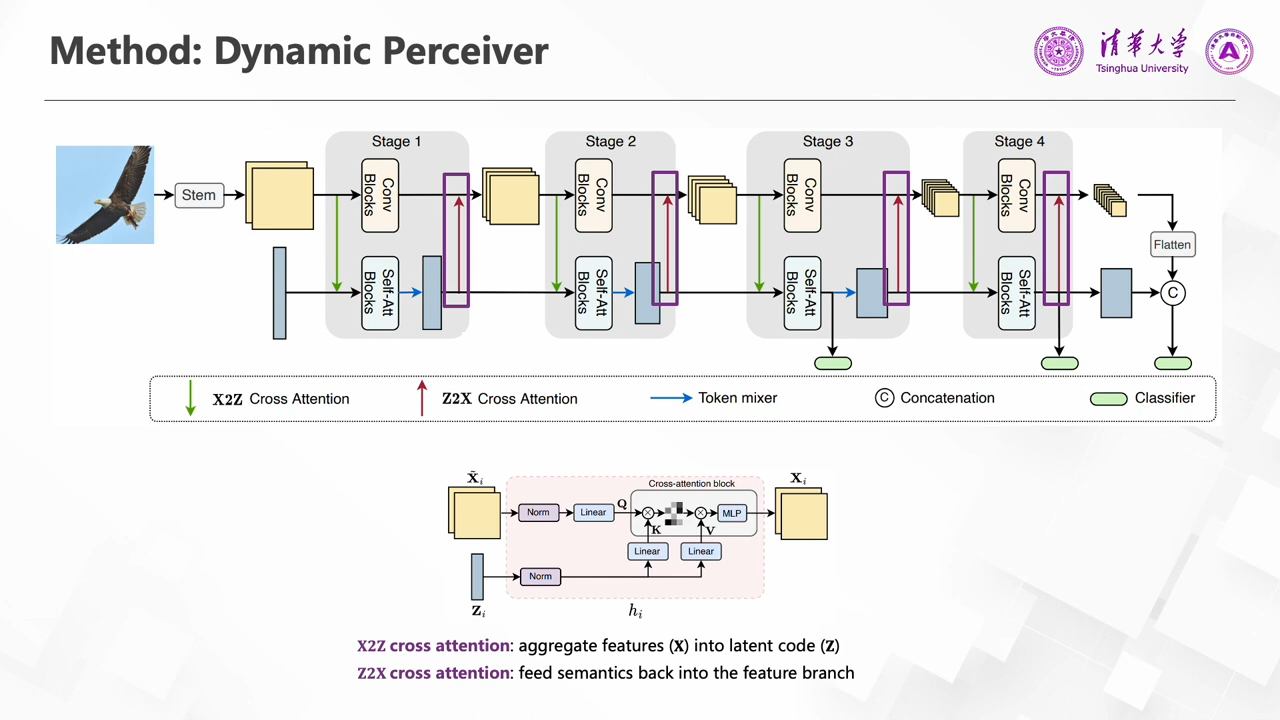 Method: Dynamic Perceiver
清華大学
Tsinghua University
Stage 1
Stage 2
Stage 3
Stage 4
Stem
Conv Blocks
Conv Blocks
Conv Blocks
Conv Blocks
Flatten
Self-Att Blocks
Self-Att Blocks
Self-Att Blocks
Self-Att Blocks
C
X2Z Cross Attention
Z2X Cross Attention
Token mixer
C Concatenation
Classifier
X̃i
Cross-attention block
Xi
Norm
Linear
Q
MLP
K
V
Linear
Linear
Norm
Zi
hi
X2Z cross attention: aggregate features (X) into latent code (Z)
Z2X cross attention: feed semantics back into the feature branch